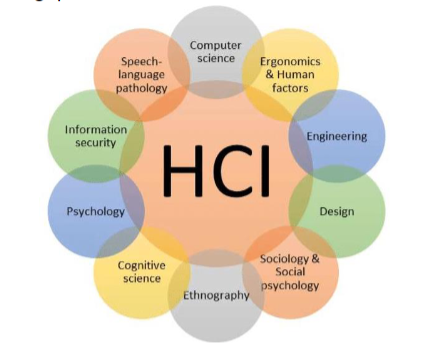 Computer
science
Ergonomics
& Human
factors
Engineering
Design
Sociology &
Social
psychology
Ethnography
Cognitive
science
Psychology
Information
security
Speech-
language
pathology
HCI